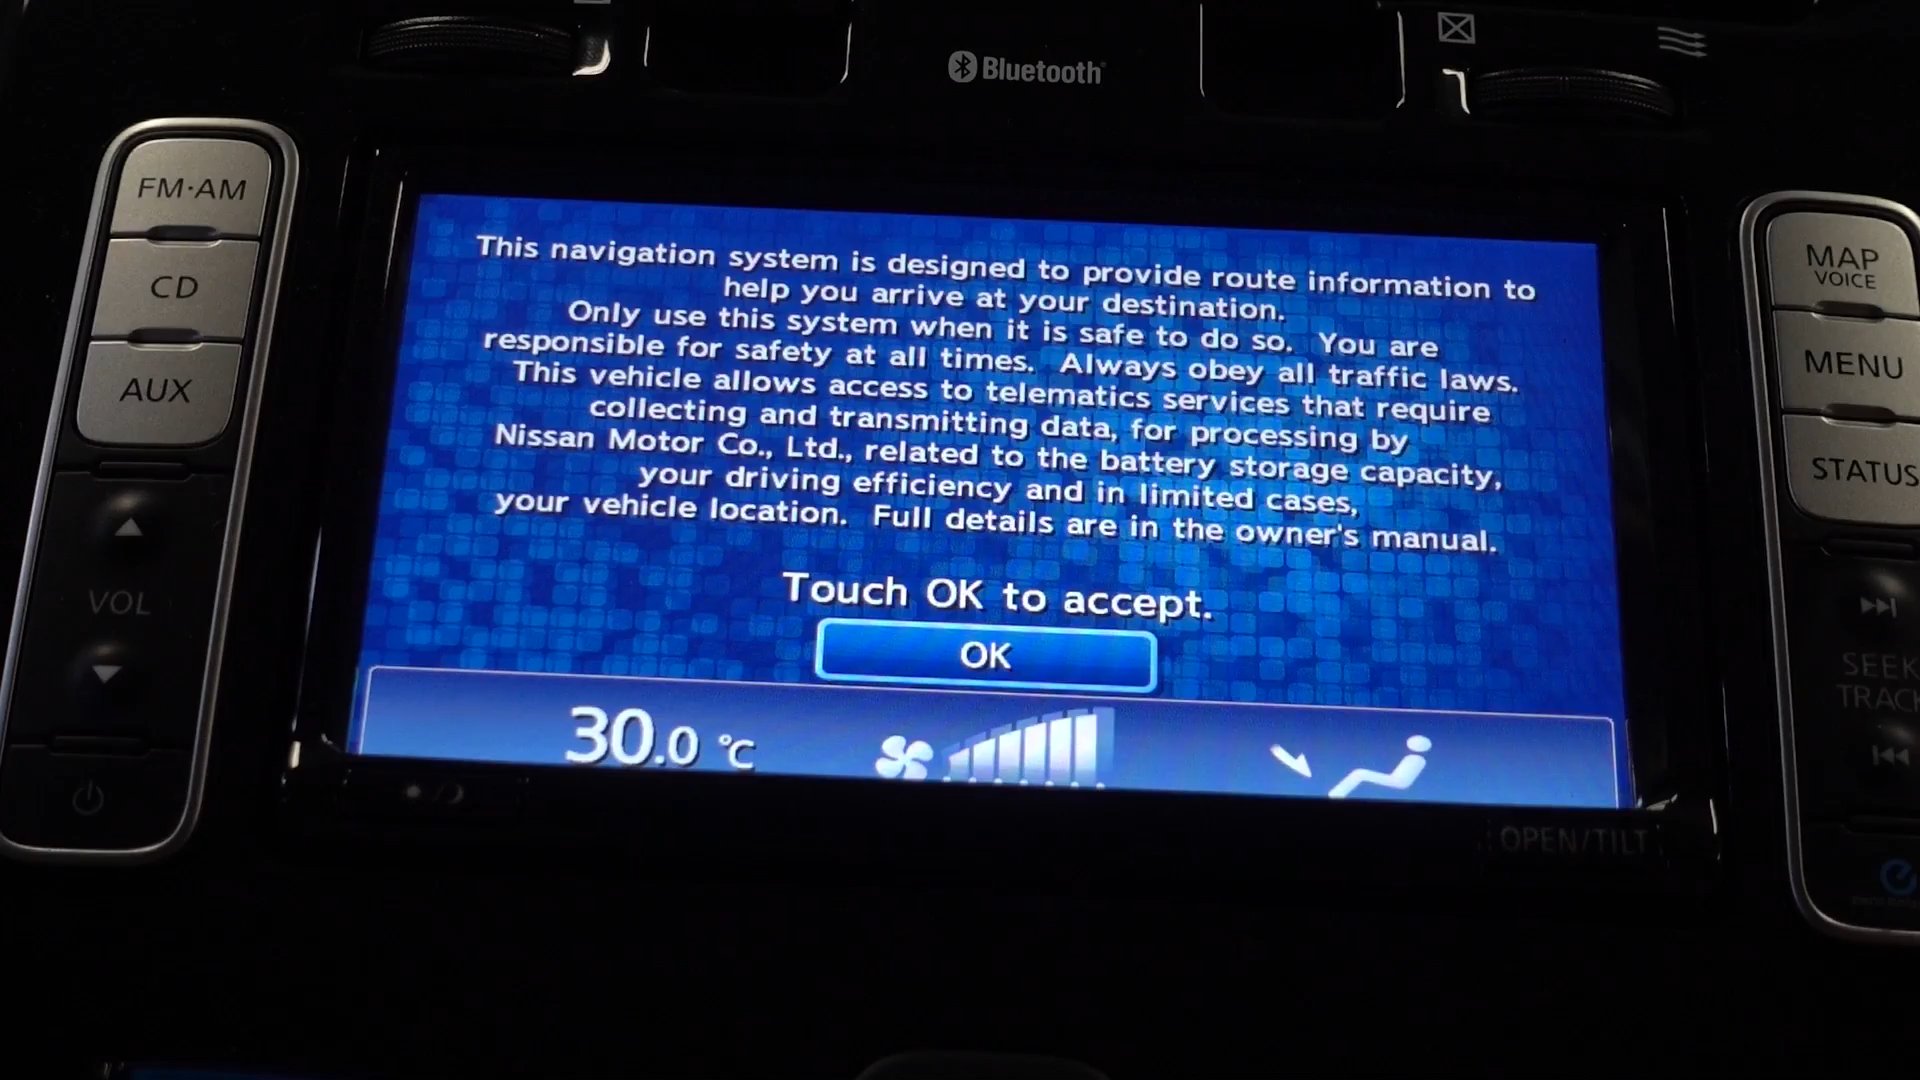 Bluetooth
FM·AM
CD
AUX
VOL
This navigation system is designed to provide route information to
help you arrive at your destination.
Only use this system when it is safe to do so. You are
responsible for safety at all times. Always obey all traffic laws.
This vehicle allows access to telematics services that require
collecting and transmitting data, for processing by
Nissan Motor Co., Ltd., related to the battery storage capacity,
your driving efficiency and in limited cases,
your vehicle location. Full details are in the owner's manual.
Touch OK to accept.
OK
30.0 °C
MAP
VOICE
MENU
STATUS
SEEK
TRACK
OPEN/TILT